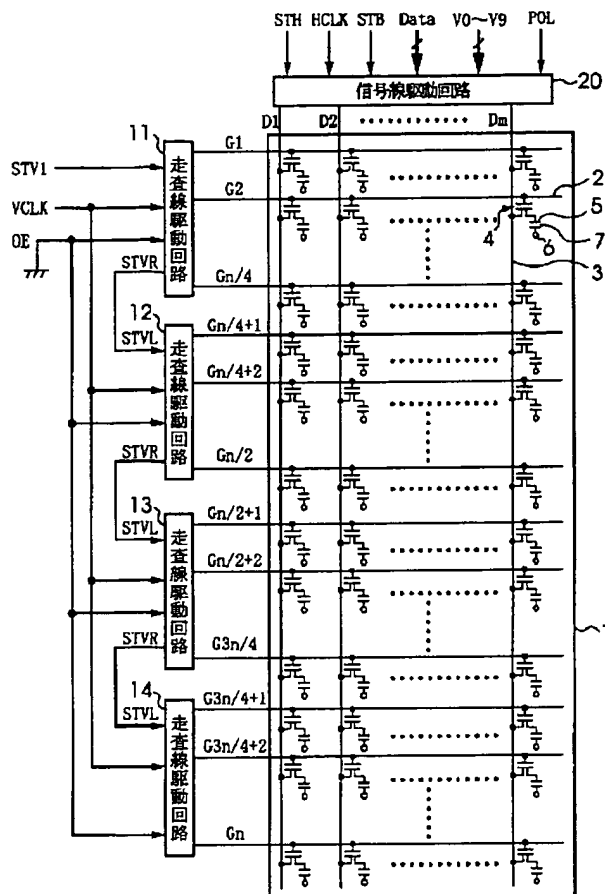 STH HCLK STB Data V0~V9 POL
信号線駆動回路
20
D1 D2 Dm
11
走査線駆動回路
STV1
VCLK
OE
G1
G2
Gn/4
2
5
4
7
6
3
STVR
12
STVL
走査線駆動回路
Gn/4+1
Gn/4+2
Gn/2
STVR
13
STVL
走査線駆動回路
Gn/2+1
Gn/2+2
G3n/4
1
STVR
14
STVL
走査線駆動回路
G3n/4+1
G3n/4+2
Gn